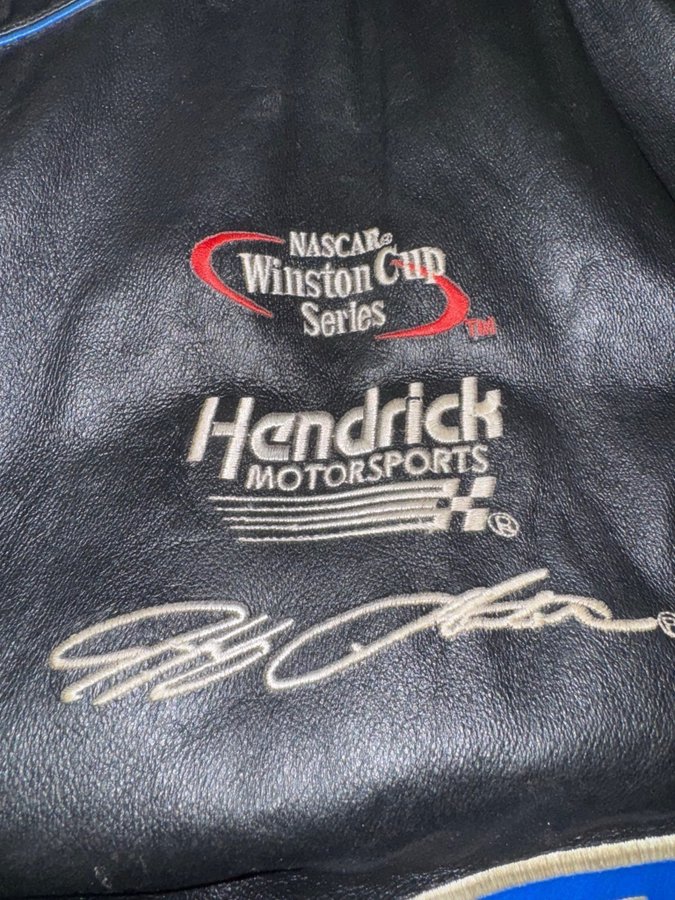 NASCAR®
Winston Cup
Series TM
Hendrick
MOTORSPORTS
®
®